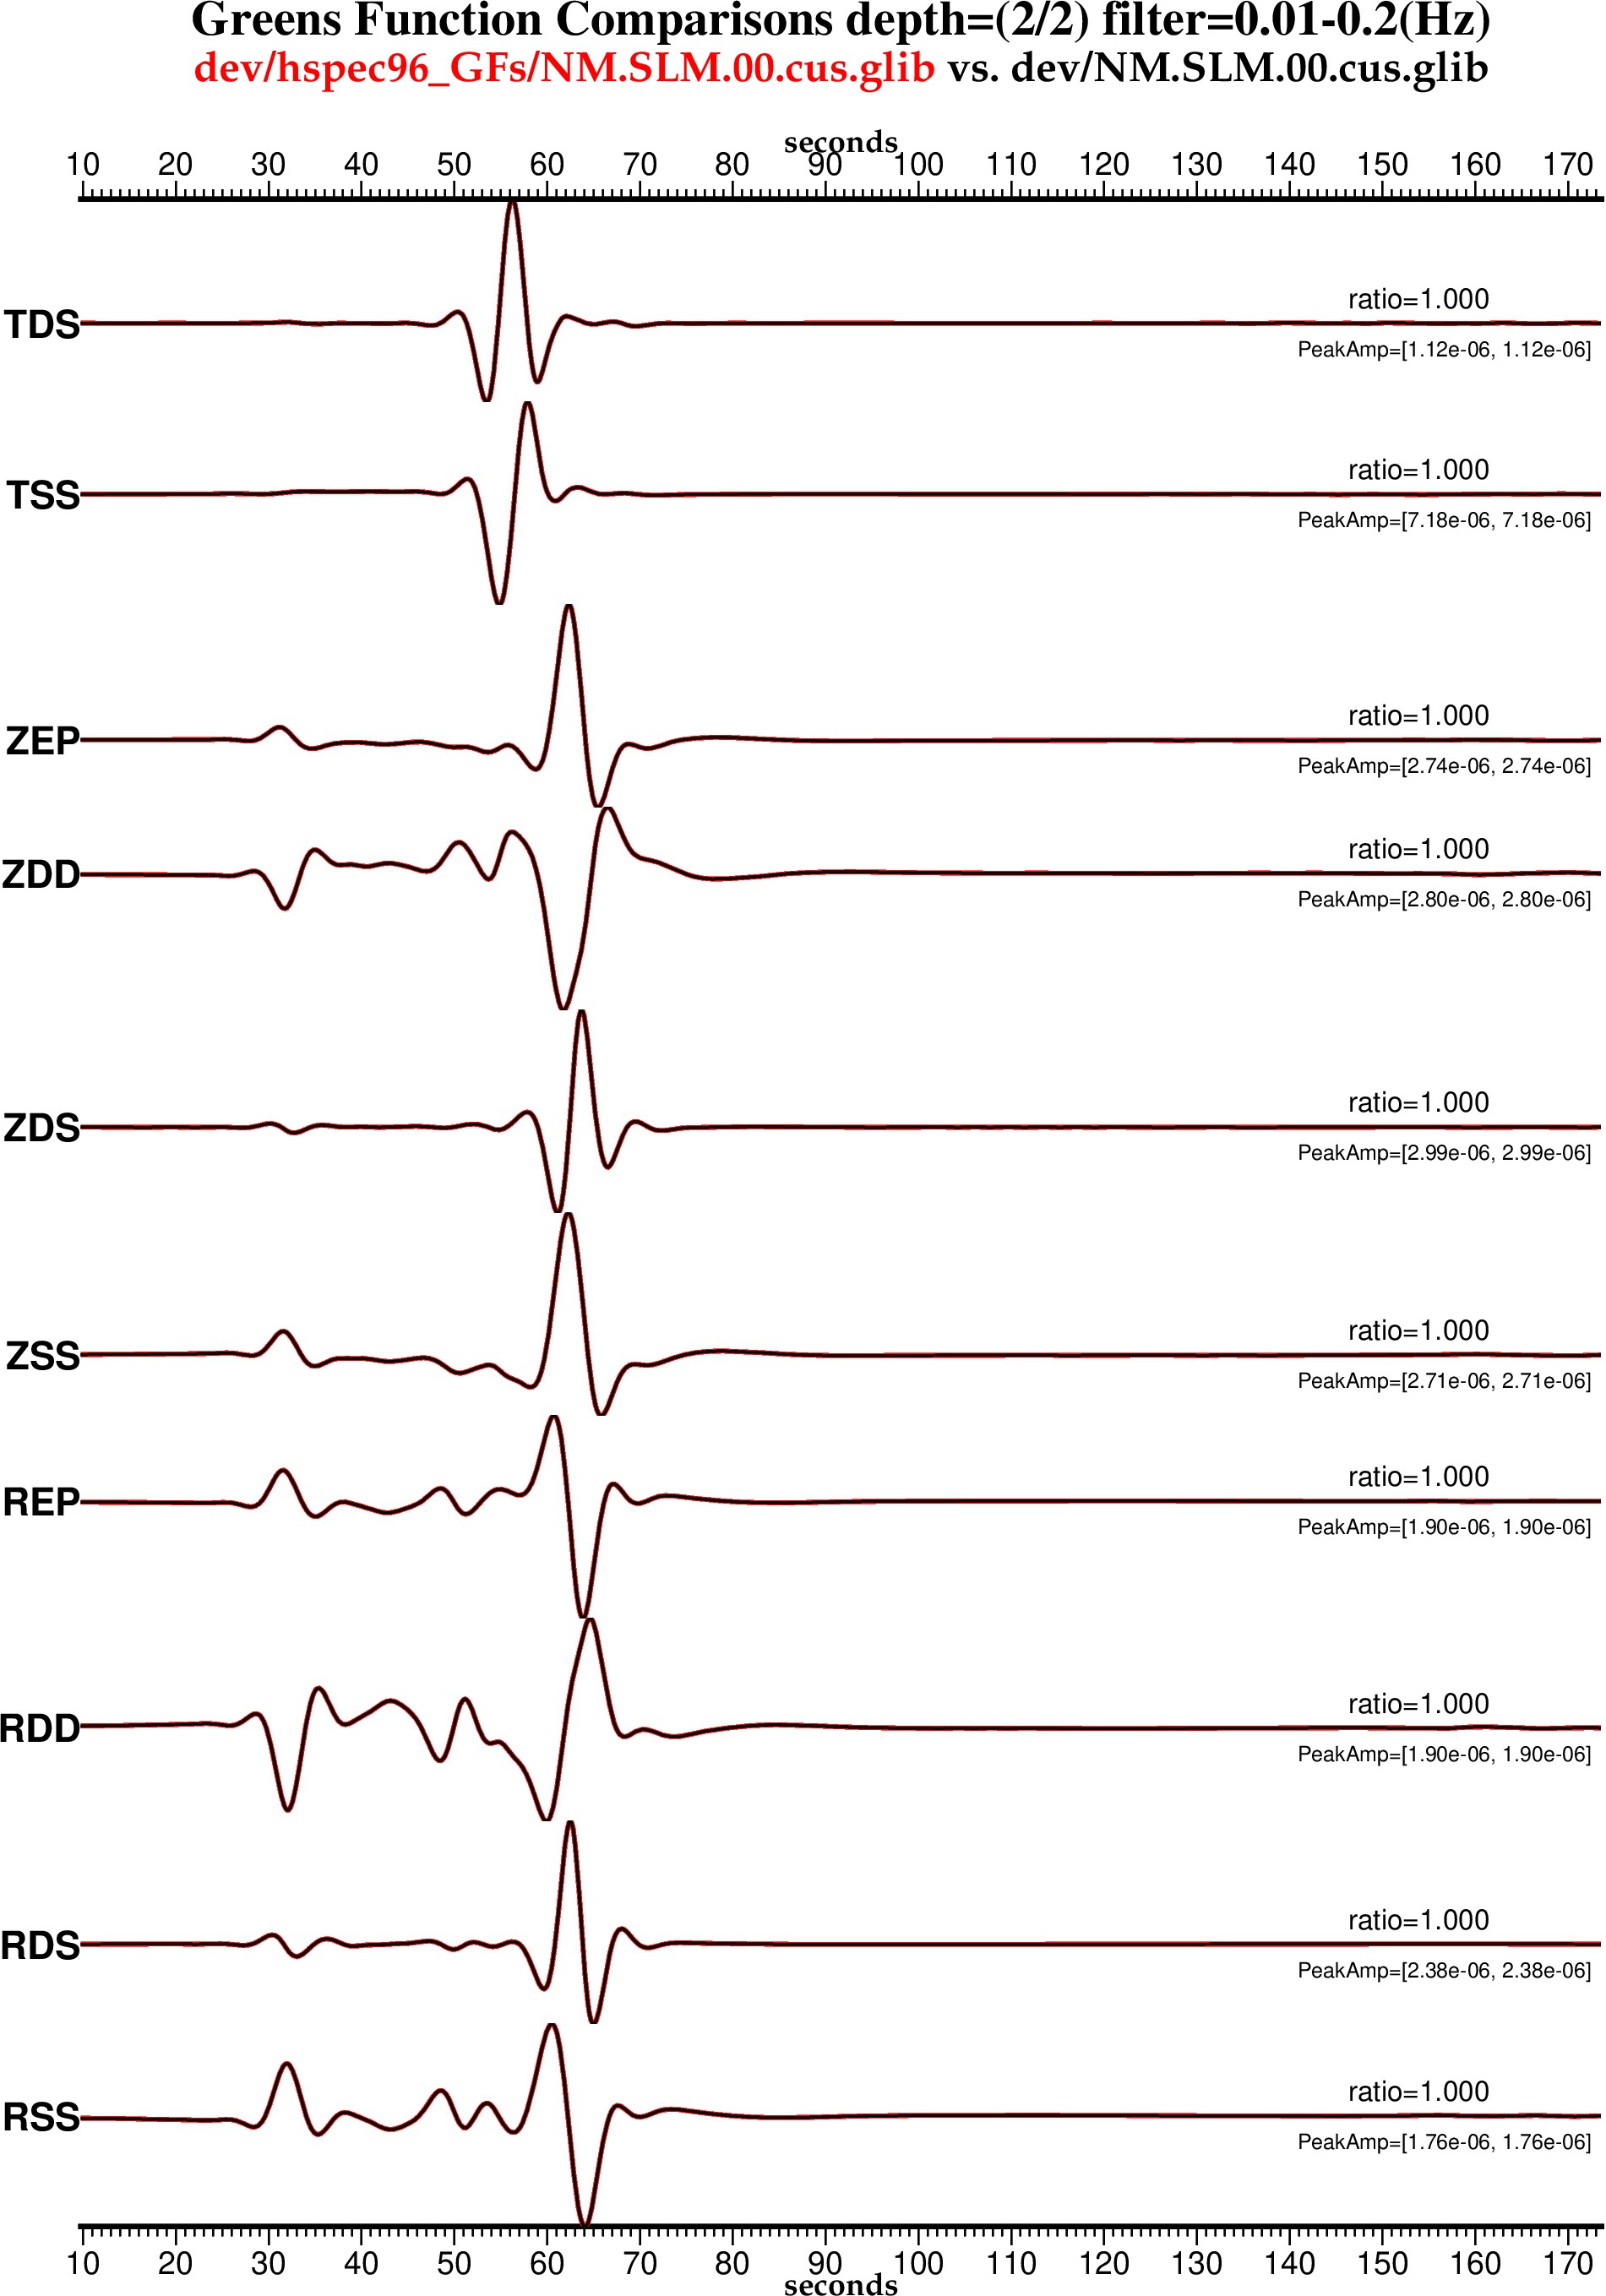 Greens Function Comparisons depth=(2/2) filter=0.01-0.2(Hz)
dev/hspec96_GFs/NM.SLM.00.cus.glib vs. dev/NM.SLM.00.cus.glib
seconds
10 20 30 40 50 60 70 80 90 100 110 120 130 140 150 160 170
ratio=1.000
TDS
PeakAmp=[1.12e-06, 1.12e-06]
ratio=1.000
TSS
PeakAmp=[7.18e-06, 7.18e-06]
ratio=1.000
ZEP
PeakAmp=[2.74e-06, 2.74e-06]
ratio=1.000
ZDD
PeakAmp=[2.80e-06, 2.80e-06]
ratio=1.000
ZDS
PeakAmp=[2.99e-06, 2.99e-06]
ratio=1.000
ZSS
PeakAmp=[2.71e-06, 2.71e-06]
ratio=1.000
REP
PeakAmp=[1.90e-06, 1.90e-06]
ratio=1.000
RDD
PeakAmp=[1.90e-06, 1.90e-06]
ratio=1.000
RDS
PeakAmp=[2.38e-06, 2.38e-06]
ratio=1.000
RSS
PeakAmp=[1.76e-06, 1.76e-06]
10 20 30 40 50 60 70 80 90 100 110 120 130 140 150 160 170
seconds